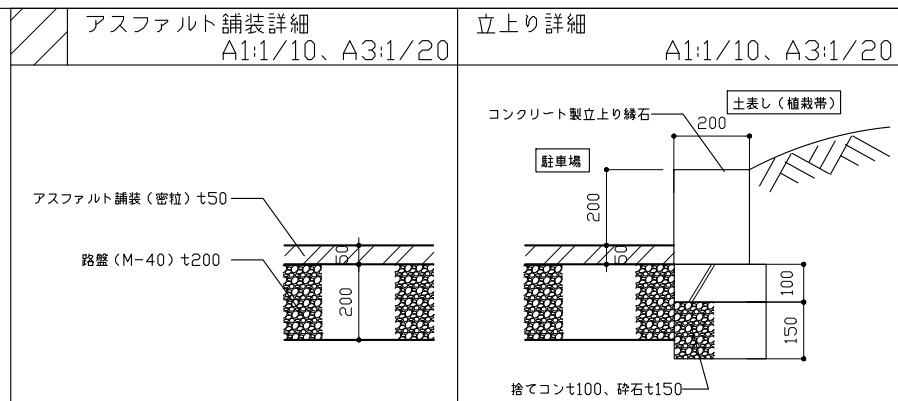 アスファルト舗装詳細
A1:1/10、A3:1/20
アスファルト舗装(密粒)t50
路盤(M-40)t200
50
200
立上り詳細
A1:1/10、A3:1/20
土表し(植栽帯)
コンクリート製立上り縁石
200
駐車場
200
50
100
150
捨てコンt100、砕石t150